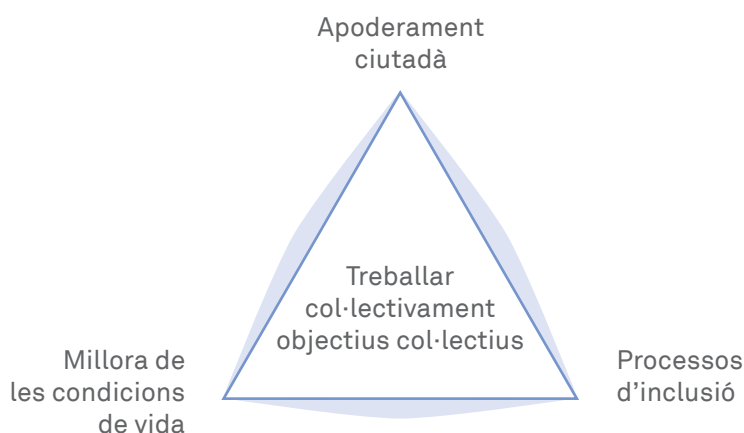 Apoderament
ciutadà
Treballar
col·lectivament
objectius col·lectius
Millora de
les condicions
de vida
Processos
d’inclusió